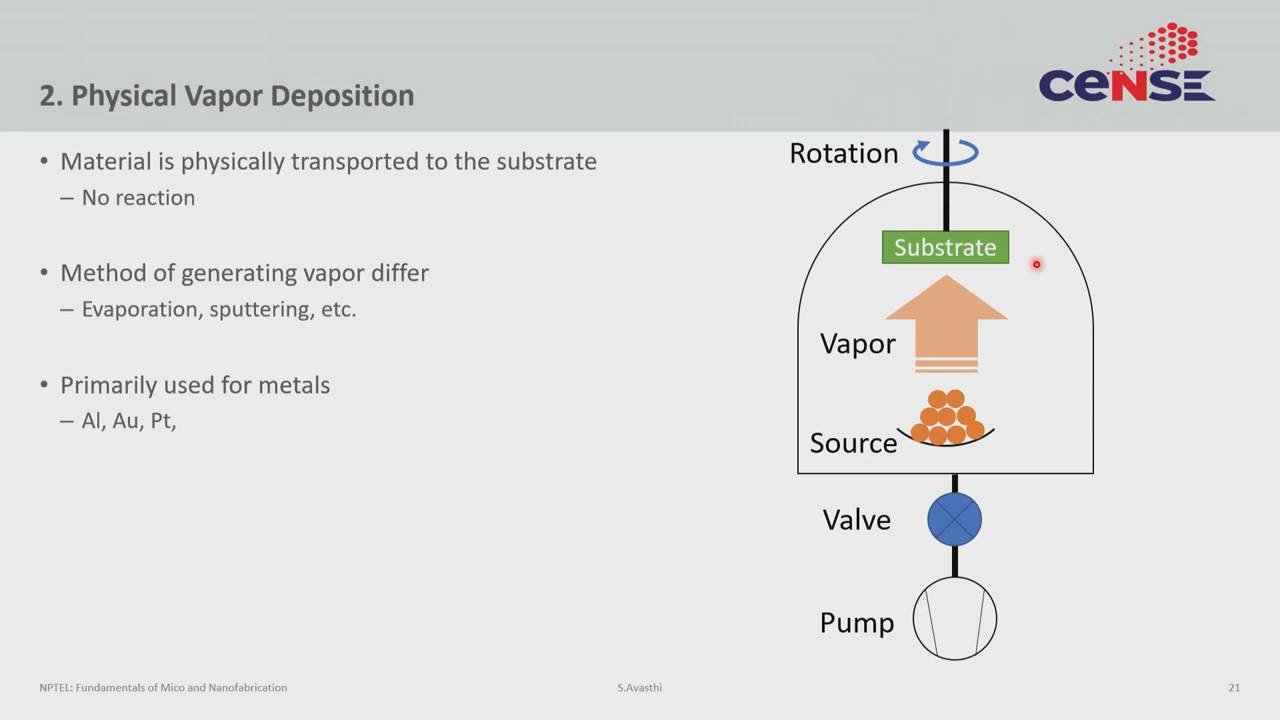 2. Physical Vapor Deposition
CeNSE
• Material is physically transported to the substrate
– No reaction
• Method of generating vapor differ
– Evaporation, sputtering, etc.
• Primarily used for metals
– Al, Au, Pt,
Rotation
Substrate
Vapor
Source
Valve
Pump
NPTEL: Fundamentals of Mico and Nanofabrication
S.Avasthi
21